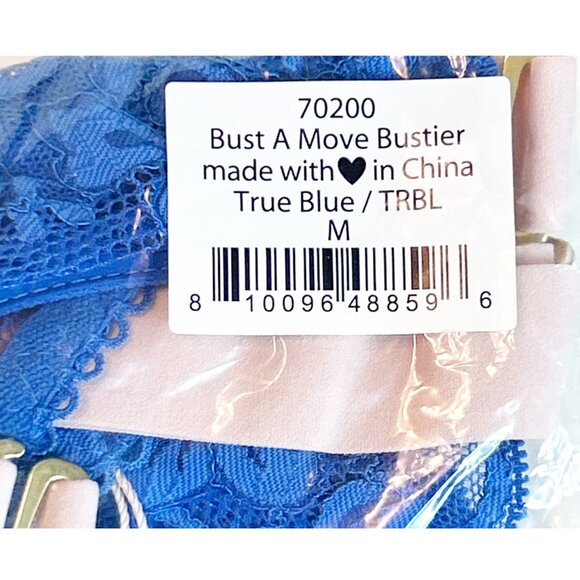 70200
Bust A Move Bustier
made with🖤in China
True Blue / TRBL
M
8 10096 48859 6